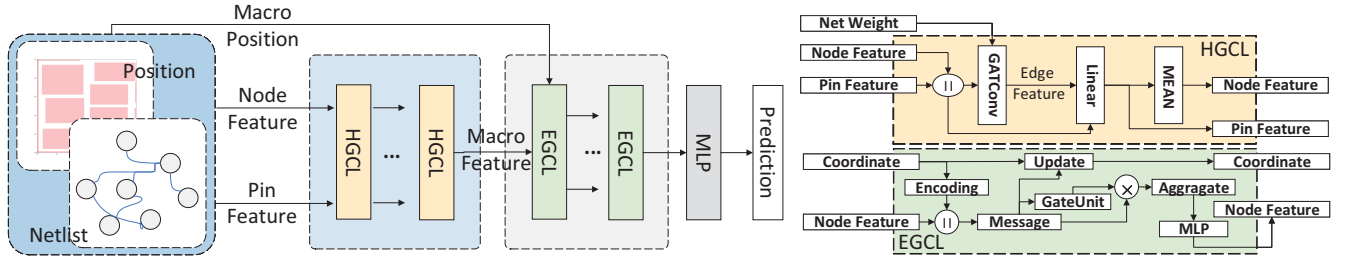 Macro
Position
Position
Node
Feature
Pin
Feature
Netlist
HGCL
...
HGCL
Macro
Feature
EGCL
...
EGCL
MLP
Prediction
Net Weight
HGCL
Node Feature
Pin Feature
||
GATConv
Edge
Feature
Linear
MEAN
Node Feature
Pin Feature
Coordinate
Update
Coordinate
Encoding
GateUnit
×
Aggragate
Node Feature
||
Message
MLP
Node Feature
EGCL